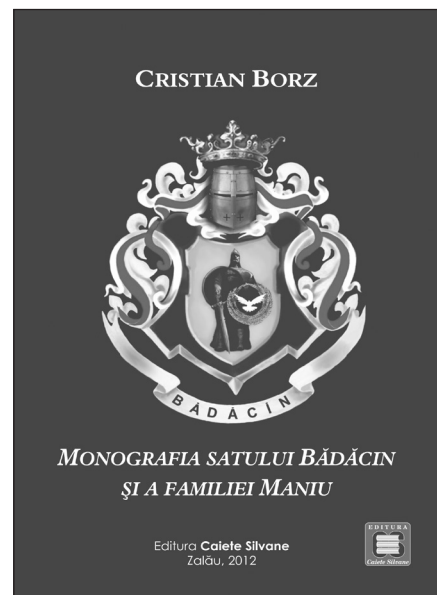 CRISTIAN BORZ
BĂDĂCIN
MONOGRAFIA SATULUI BĂDĂCIN
ŞI A FAMILIEI MANIU
Editura Caiete Silvane
Zalău, 2012
EDITURA
Caiete Silvane